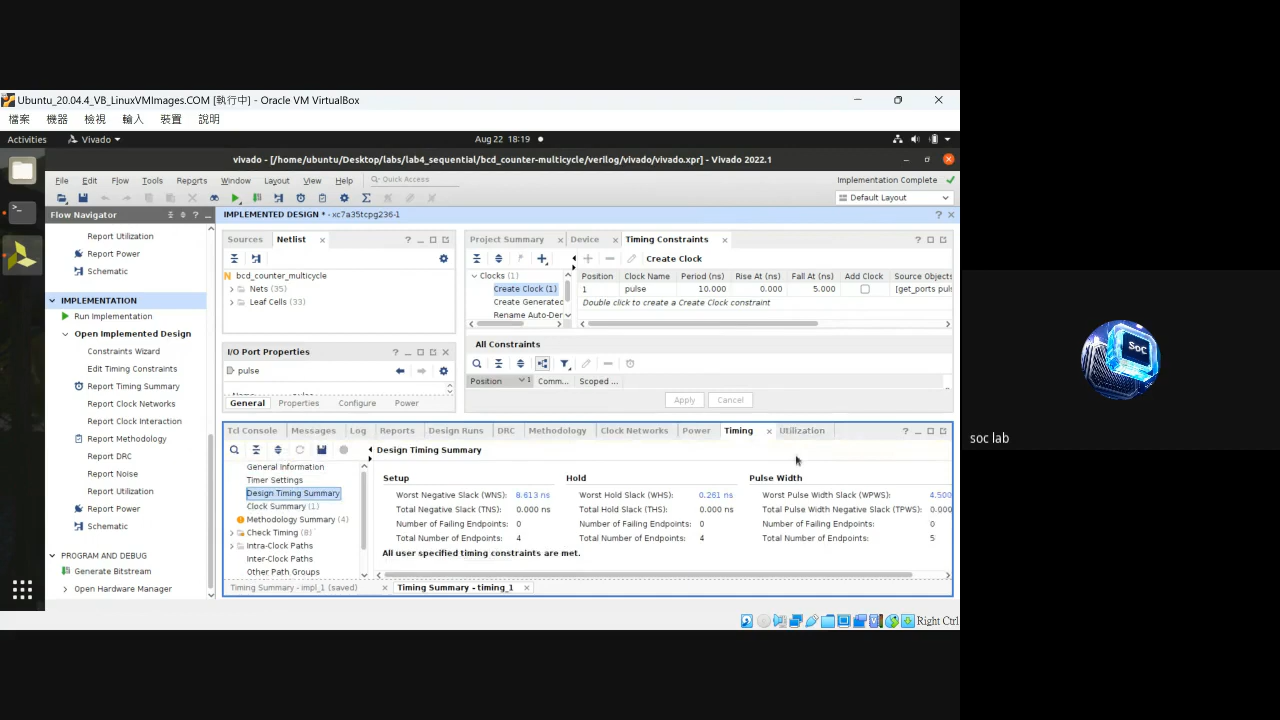 Ubuntu_20.04.4_VB_LinuxVMImages.COM [執行中] - Oracle VM VirtualBox
檔案 機器 檢視 輸入 裝置 說明
Activities Vivado Aug 22 18:19
vivado - [/home/ubuntu/Desktop/labs/lab4_sequential/bcd_counter-multicycle/verilog/vivado/vivado.xpr] - Vivado 2022.1
File Edit Flow Tools Reports Window Layout View Help Quick Access Implementation Complete
Default Layout
Flow Navigator
IMPLEMENTED DESIGN * - xc7a35tcpg236-1
Report Utilization
Report Power
Schematic
IMPLEMENTATION
Run Implementation
Open Implemented Design
Constraints Wizard
Edit Timing Constraints
Report Timing Summary
Report Clock Networks
Report Clock Interaction
Report Methodology
Report DRC
Report Noise
Report Utilization
Report Power
Schematic
PROGRAM AND DEBUG
Generate Bitstream
Open Hardware Manager
Sources Netlist
bcd_counter_multicycle
Nets (35)
Leaf Cells (33)
I/O Port Properties
pulse
General Properties Configure Power
Project Summary Device Timing Constraints
Create Clock
Clocks (1)
Create Clock (1)
Create Generated
Rename Auto-Der
Position Clock Name Period (ns) Rise At (ns) Fall At (ns) Add Clock Source Objects
1 pulse 10.000 0.000 5.000 [get_ports pul
Double click to create a Create Clock constraint
All Constraints
Position 1 Comm... Scoped ...
Apply Cancel
Tcl Console Messages Log Reports Design Runs DRC Methodology Clock Networks Power Timing Utilization
Design Timing Summary
General Information
Timer Settings
Design Timing Summary
Clock Summary (1)
Methodology Summary (4)
Check Timing (8)
Intra-Clock Paths
Inter-Clock Paths
Other Path Groups
Setup Hold Pulse Width
Worst Negative Slack (WNS): 8.613 ns Worst Hold Slack (WHS): 0.261 ns Worst Pulse Width Slack (WPWS): 4.500
Total Negative Slack (TNS): 0.000 ns Total Hold Slack (THS): 0.000 ns Total Pulse Width Negative Slack (TPWS): 0.000
Number of Failing Endpoints: 0 Number of Failing Endpoints: 0 Number of Failing Endpoints: 0
Total Number of Endpoints: 4 Total Number of Endpoints: 4 Total Number of Endpoints: 5
All user specified timing constraints are met.
Timing Summary - impl_1 (saved) Timing Summary - timing_1
Right Ctrl
SoC
soc lab